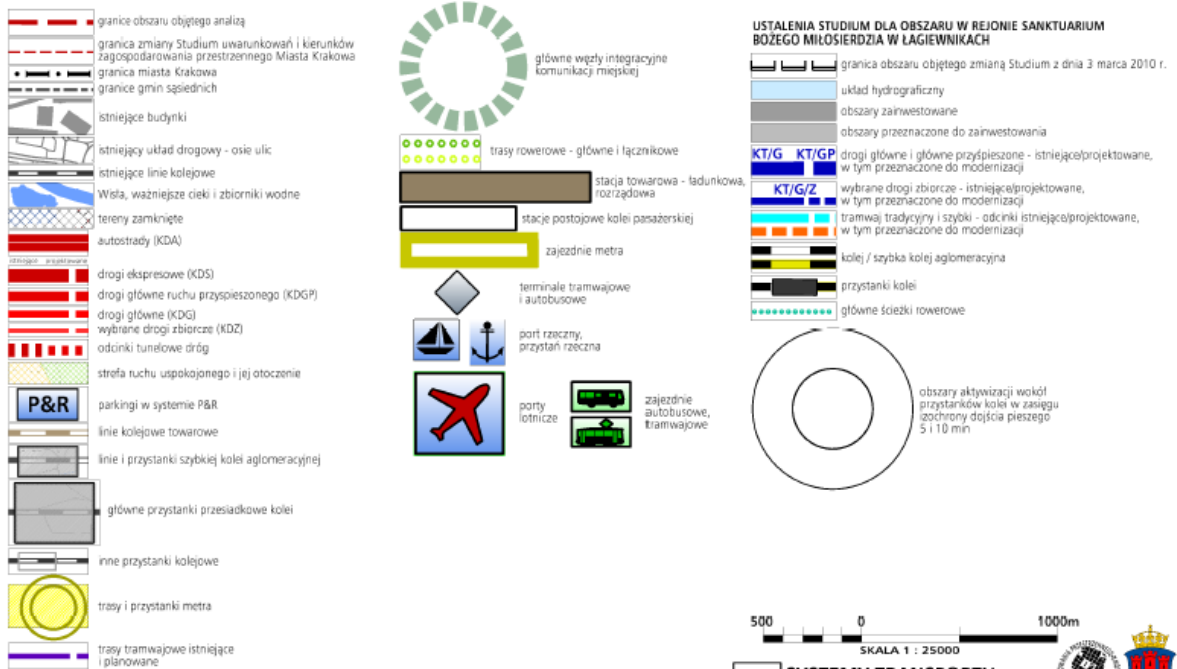 granice obszaru objętego analizą
granica zmiany Studium uwarunkowań i kierunków
zagospodarowania przestrzennego Miasta Krakowa
granica miasta Krakowa
granice gmin sąsiednich
istniejące budynki
istniejący układ drogowy - osie ulic
istniejące linie kolejowe
Wisła, ważniejsze cieki i zbiorniki wodne
tereny zamknięte
autostrady (KDA)
istniejące projektowane
drogi ekspresowe (KDS)
drogi główne ruchu przyspieszonego (KDGP)
drogi główne (KDG)
wybrane drogi zbiorcze (KDZ)
odcinki tunelowe dróg
strefa ruchu uspokojonego i jej otoczenie
P&R
parkingi w systemie P&R
linie kolejowe towarowe
linie i przystanki szybkiej kolei aglomeracyjnej
główne przystanki przesiadkowe kolei
inne przystanki kolejowe
trasy i przystanki metra
trasy tramwajowe istniejące
i planowane
główne węzły integracyjne
komunikacji miejskiej
trasy rowerowe - główne i łącznikowe
stacja towarowa - ładunkowa,
rozrządowa
stacje postojowe kolei pasażerskiej
zajezdnie metra
terminale tramwajowe
i autobusowe
port rzeczny,
przystań rzeczna
porty
lotnicze
zajezdnie
autobusowe,
tramwajowe
USTALENIA STUDIUM DLA OBSZARU W REJONIE SANKTUARIUM
BOŻEGO MIŁOSIERDZIA W ŁAGIEWNIKACH
granica obszaru objętego zmianą Studium z dnia 3 marca 2010 r.
układ hydrograficzny
obszary zainwestowane
obszary przeznaczone do zainwestowania
KT/G KT/GP
drogi główne i główne przyśpieszone - istniejące/projektowane,
w tym przeznaczone do modernizacji
KT/G/Z
wybrane drogi zbiorcze - istniejące/projektowane,
w tym przeznaczone do modernizacji
tramwaj tradycyjny i szybki - odcinki istniejące/projektowane,
w tym przeznaczone do modernizacji
kolej / szybka kolej aglomeracyjna
przystanki kolei
główne ścieżki rowerowe
obszary aktywizacji wokół
przystanków kolei w zasięgu
izochrony dojścia pieszego
5 i 10 min
500 0 1000m
SKALA 1 : 25000
SYSTEMY TRANSPORTU